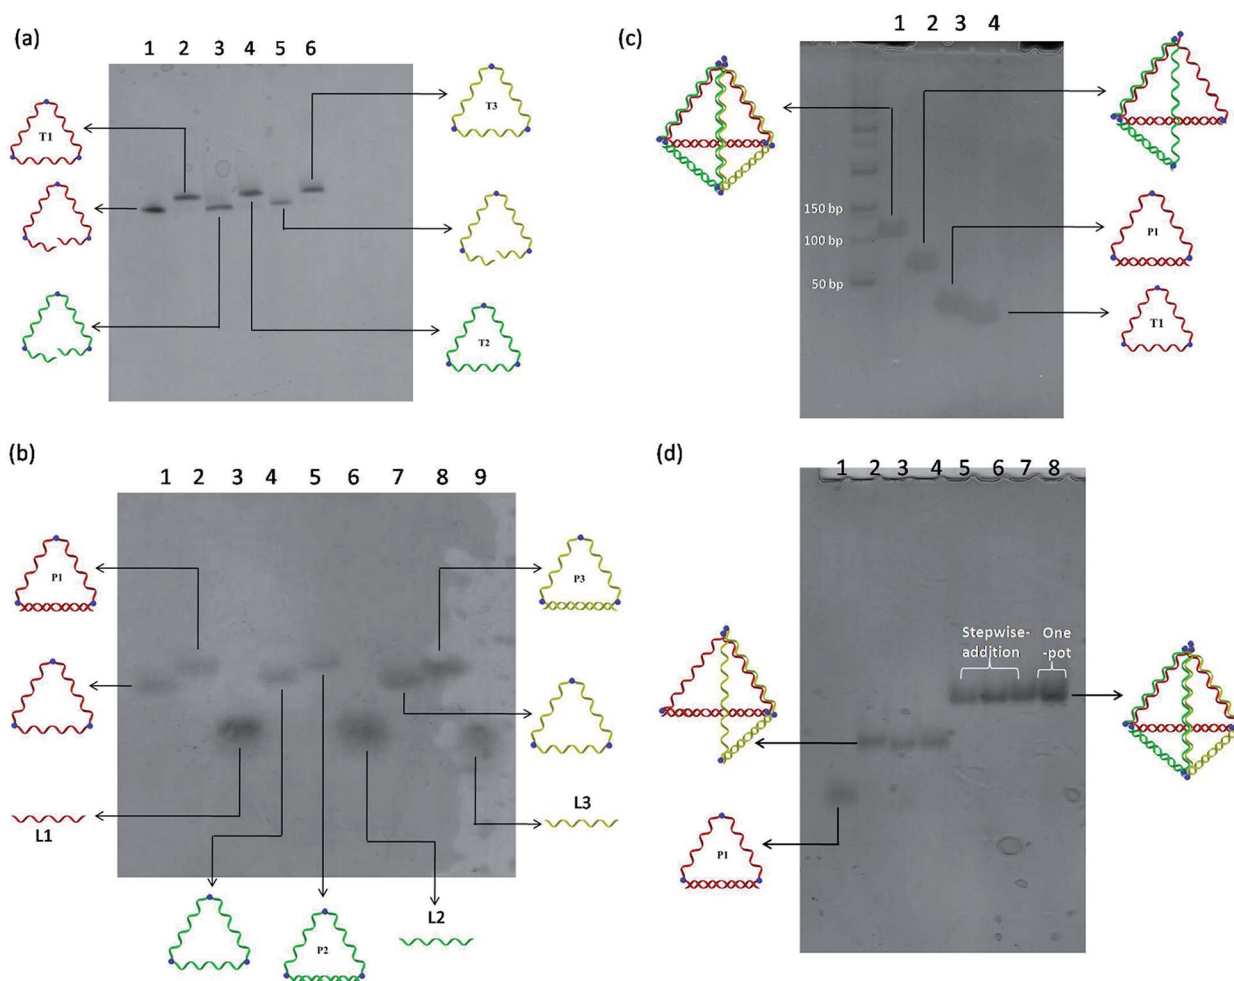 (a)
1 2 3 4 5 6
T1
T3
T2
(b)
1 2 3 4 5 6 7 8 9
P1
P3
L1
L3
P2
L2
(c)
1 2 3 4
150 bp
100 bp
50 bp
P1
T1
(d)
1 2 3 4 5 6 7 8
Stepwise-
addition
One
-pot
P1